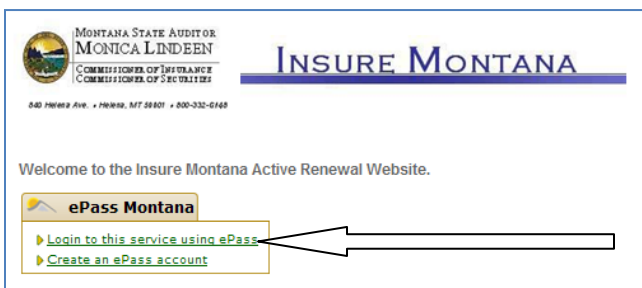 MONTANA STATE AUDITOR
MONICA LINDEEN
COMMISSIONER OF INSURANCE
COMMISSIONER OF SECURITIES
840 Helena Ave. • Helena, MT 59601 • 800-332-6148
INSURE MONTANA
Welcome to the Insure Montana Active Renewal Website.
ePass Montana
Login to this service using ePass
Create an ePass account